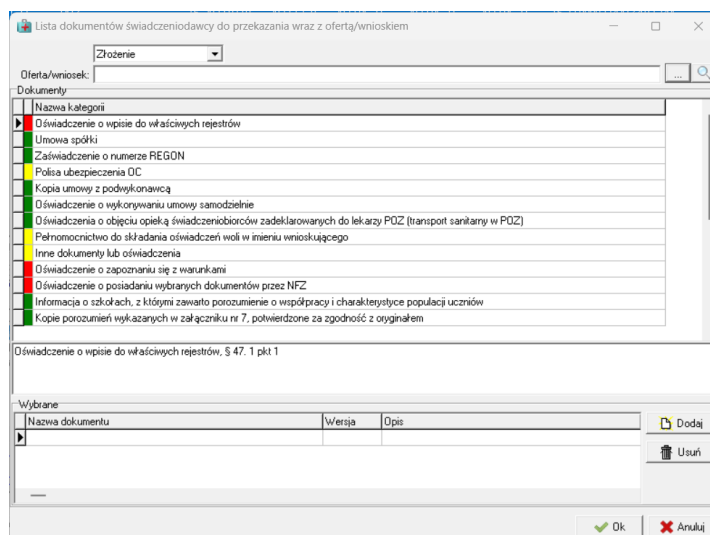 Lista dokumentów świadczeniodawcy do przekazania wraz z ofertą/wnioskiem
Złożenie
Oferta/wniosek:
...
Dokumenty
Nazwa kategorii
Oświadczenie o wpisie do właściwych rejestrów
Umowa spółki
Zaświadczenie o numerze REGON
Polisa ubezpieczenia OC
Kopia umowy z podwykonawcą
Oświadczenie o wykonywaniu umowy samodzielnie
Oświadczenia o objęciu opieką świadczeniobiorców zadeklarowanych do lekarzy POZ (transport sanitarny w POZ)
Pełnomocnictwo do składania oświadczeń woli w imieniu wnioskującego
Inne dokumenty lub oświadczenia
Oświadczenie o zapoznaniu się z warunkami
Oświadczenie o posiadaniu wybranych dokumentów przez NFZ
Informacja o szkołach, z którymi zawarto porozumienie o współpracy i charakterystyce populacji uczniów
Kopie porozumień wykazanych w załączniku nr 7, potwierdzone za zgodność z oryginałem
Oświadczenie o wpisie do właściwych rejestrów, § 47. 1 pkt 1
Wybrane
Nazwa dokumentu Wersja Opis
Dodaj
Usuń
Ok Anuluj